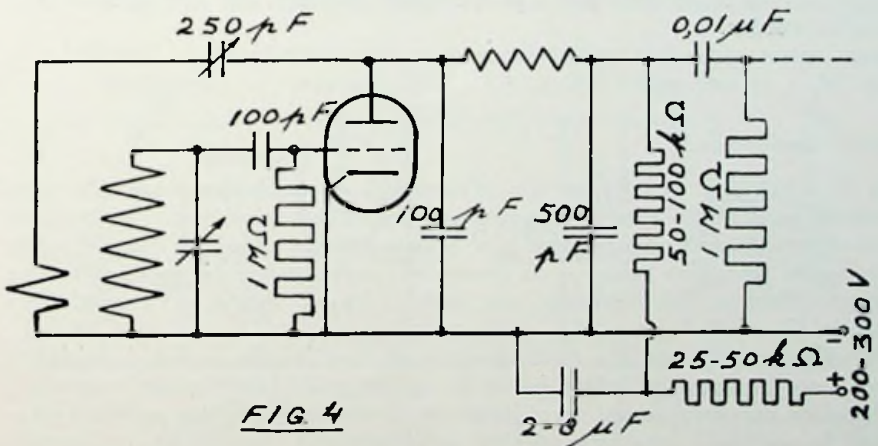 250 pF
0,01 µF
100 pF
1 MΩ
100 pF
500 pF
50-100 kΩ
1 MΩ
200-300 V
-
+
25-50 kΩ
2-8 µF
FIG 4